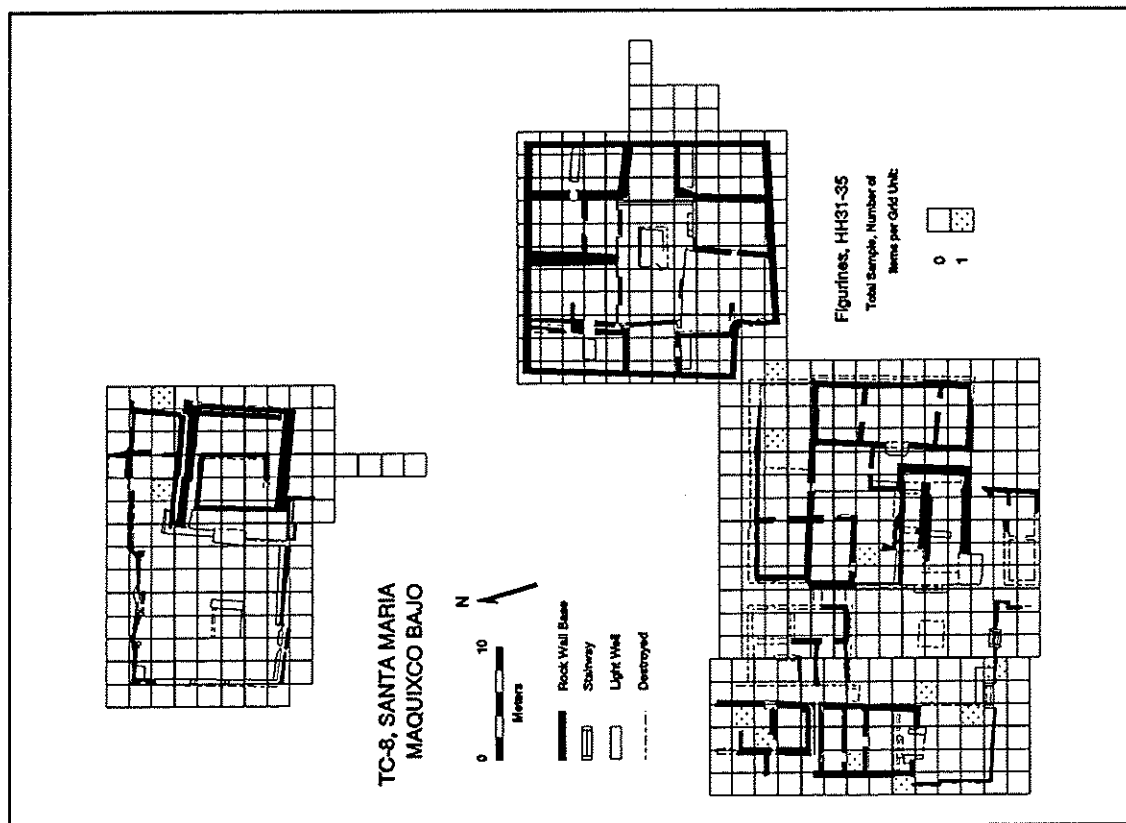 TC-8, SANTA MARIA
MAQUIXCO BAJO
N
0 10
Meters
Rock Wall Base
Stairway
Light Well
Destroyed
Figurines, HH31-35
Total Sample, Number of
Items per Grid Unit:
0
1